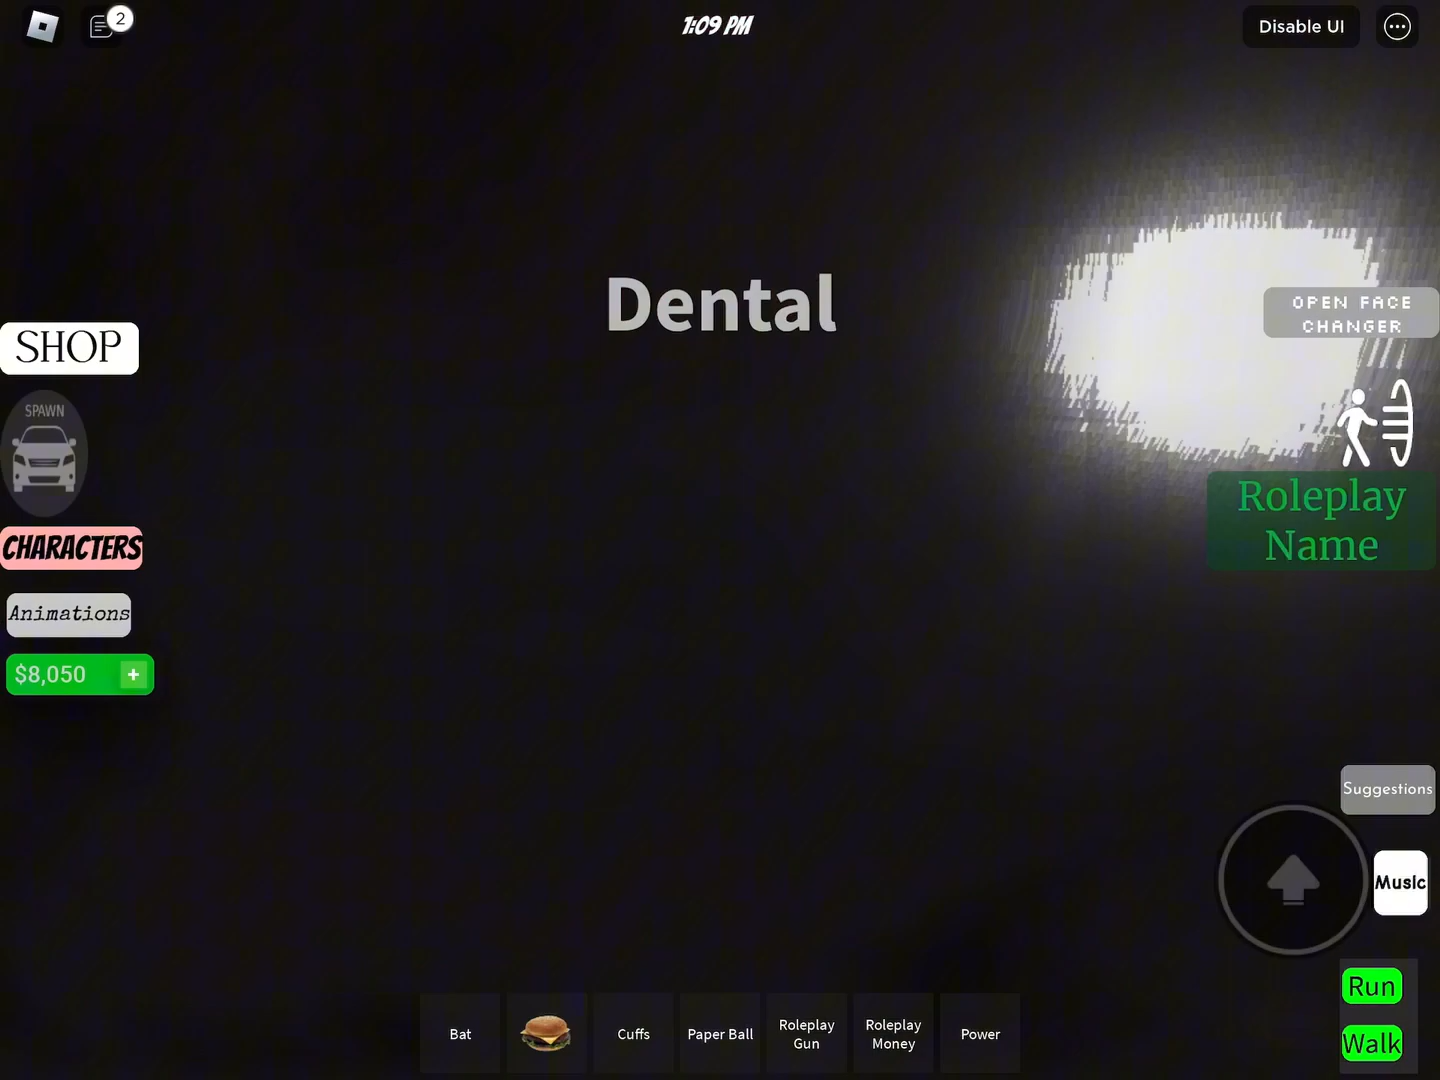 2
1:09 PM
Disable UI
Dental
OPEN FACE
CHANGER
SHOP
SPAWN
CHARACTERS
Animations
$8,050 +
Roleplay
Name
Suggestions
Music
Run
Walk
Bat
Cuffs
Paper Ball
Roleplay
Gun
Roleplay
Money
Power